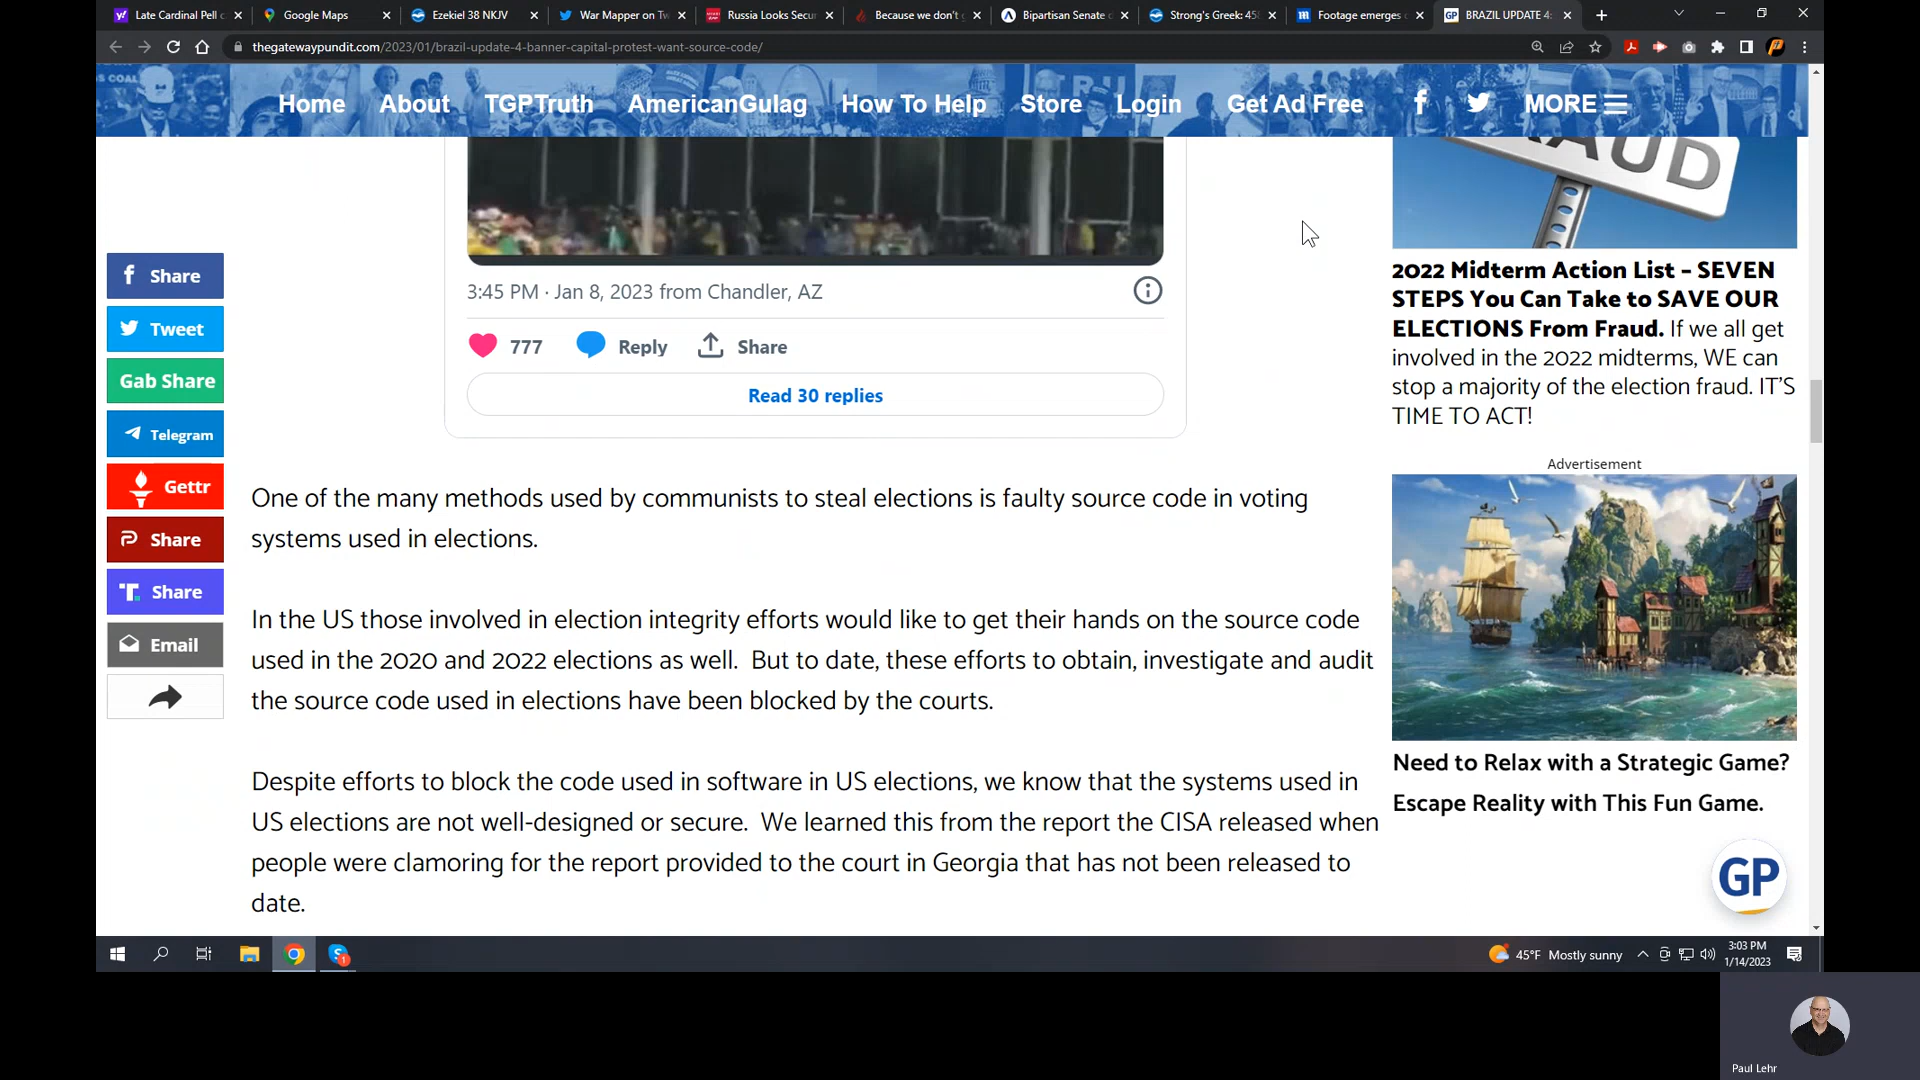 Late Cardinal Pell c
Google Maps
Ezekiel 38 NKJV
War Mapper on Tw
Russia Looks Secur
Because we don't
Bipartisan Senate
Strong's Greek: 45
Footage emerges
GP BRAZIL UPDATE 4:
thegatewaypundit.com/2023/01/brazil-update-4-banner-capital-protest-want-source-code/
S COAL
Home About TGPTruth AmericanGulag How To Help Store Login Get Ad Free MORE
AUD
3:45 PM · Jan 8, 2023 from Chandler, AZ
777 Reply Share
Read 30 replies
Share
Tweet
Gab Share
Telegram
Gettr
Share
Share
Email
One of the many methods used by communists to steal elections is faulty source code in voting
systems used in elections.
In the US those involved in election integrity efforts would like to get their hands on the source code
used in the 2020 and 2022 elections as well. But to date, these efforts to obtain, investigate and audit
the source code used in elections have been blocked by the courts.
Despite efforts to block the code used in software in US elections, we know that the systems used in
US elections are not well-designed or secure. We learned this from the report the CISA released when
people were clamoring for the report provided to the court in Georgia that has not been released to
date.
2022 Midterm Action List – SEVEN
STEPS You Can Take to SAVE OUR
ELECTIONS From Fraud. If we all get
involved in the 2022 midterms, WE can
stop a majority of the election fraud. IT'S
TIME TO ACT!
Advertisement
Need to Relax with a Strategic Game?
Escape Reality with This Fun Game.
GP
45°F Mostly sunny
3:03 PM
1/14/2023
Paul Lehr